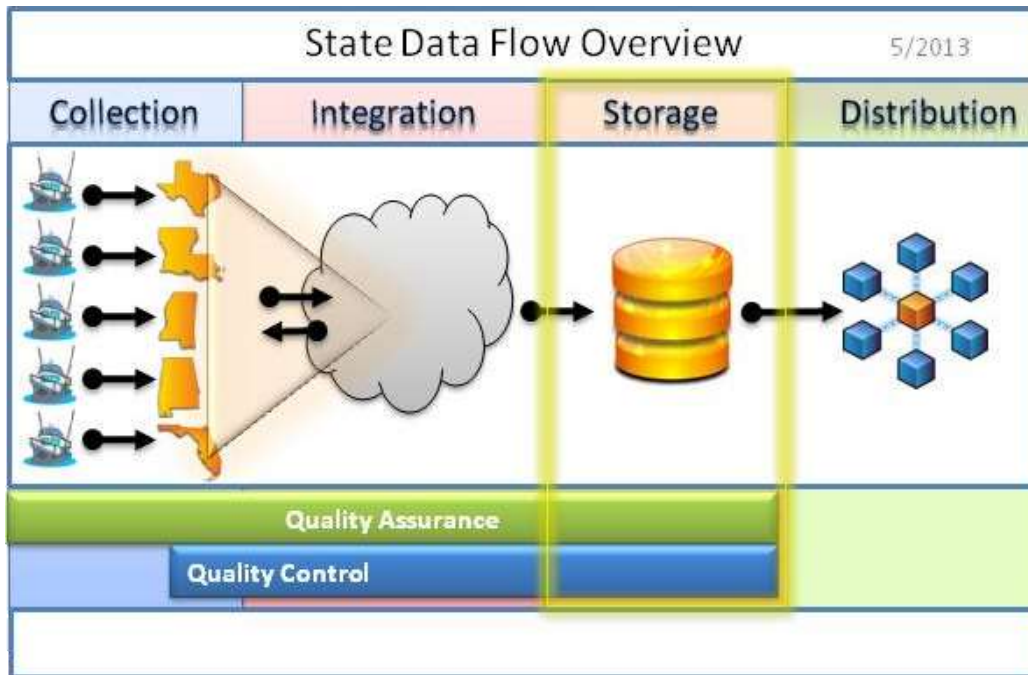 State Data Flow Overview
5/2013
Collection
Integration
Storage
Distribution
Quality Assurance
Quality Control